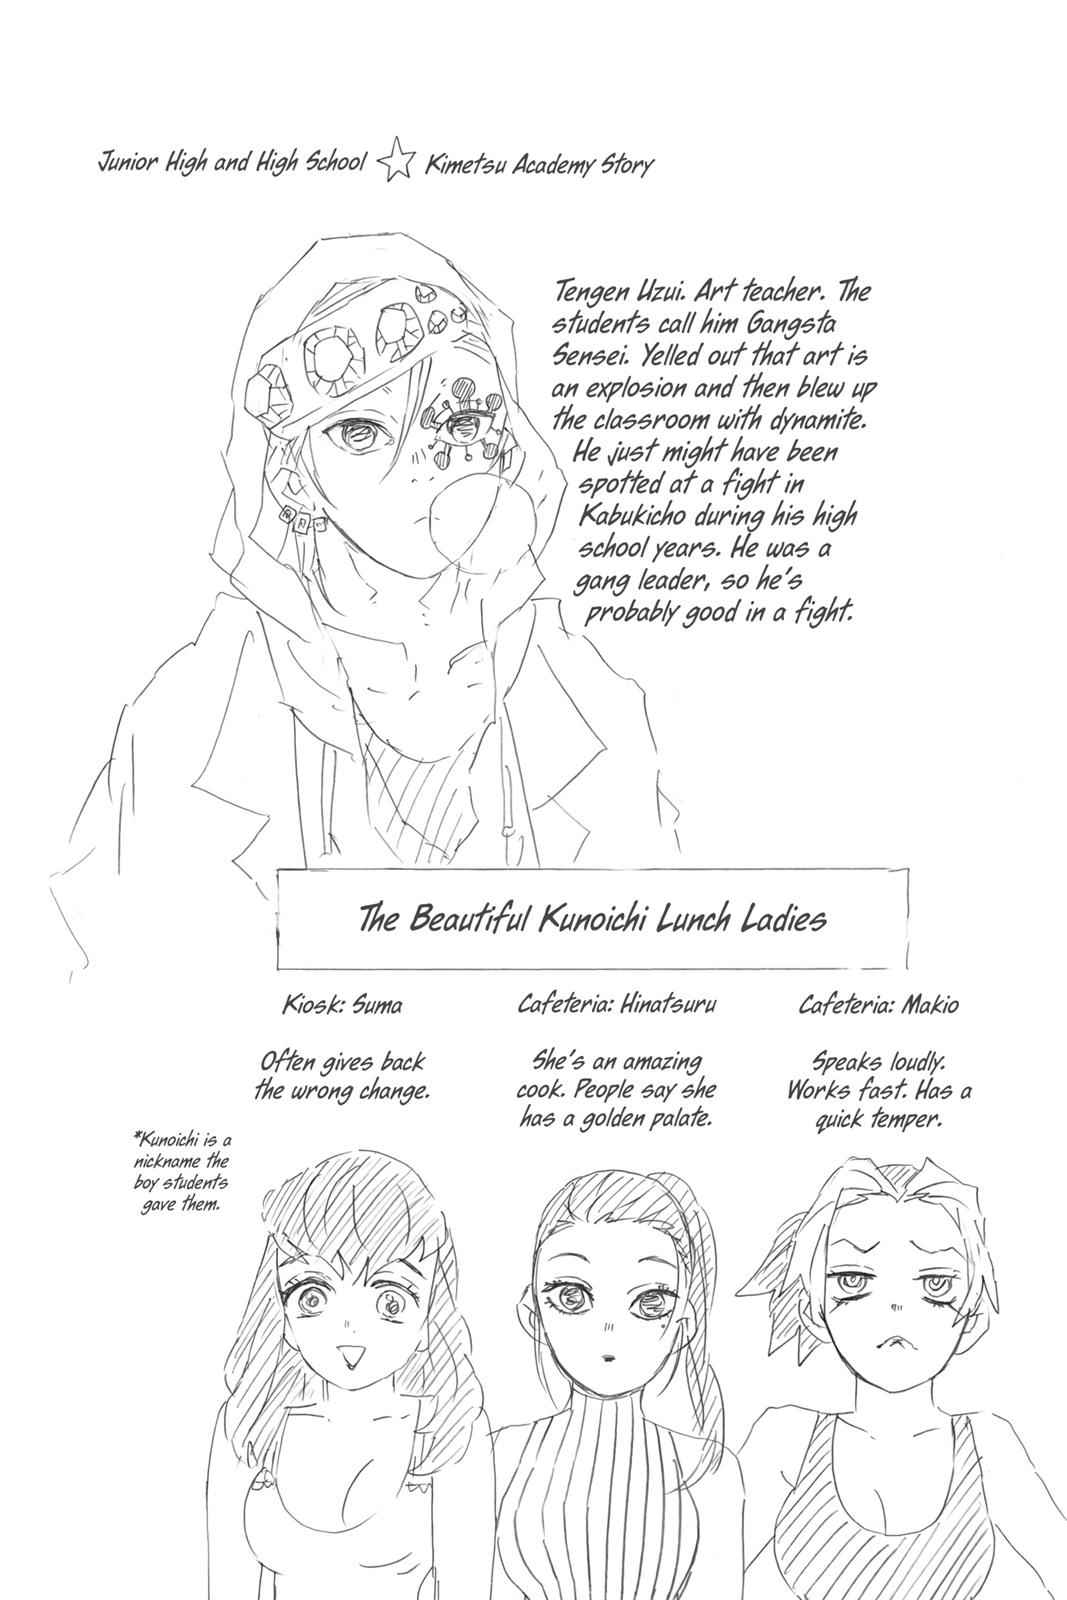 Junior High and High School ☆ Kimetsu Academy Story
Tengen Uzui. Art teacher. The
students call him Gangsta
Sensei. Yelled out that art is
an explosion and then blew up
the classroom with dynamite.
He just might have been
spotted at a fight in
Kabukicho during his high
school years. He was a
gang leader, so he's
probably good in a fight.
The Beautiful Kunoichi Lunch Ladies
Kiosk: Suma
Often gives back
the wrong change.
Cafeteria: Hinatsuru
She's an amazing
cook. People say she
has a golden palate.
Cafeteria: Makio
Speaks loudly.
Works fast. Has a
quick temper.
*Kunoichi is a
nickname the
boy students
gave them.